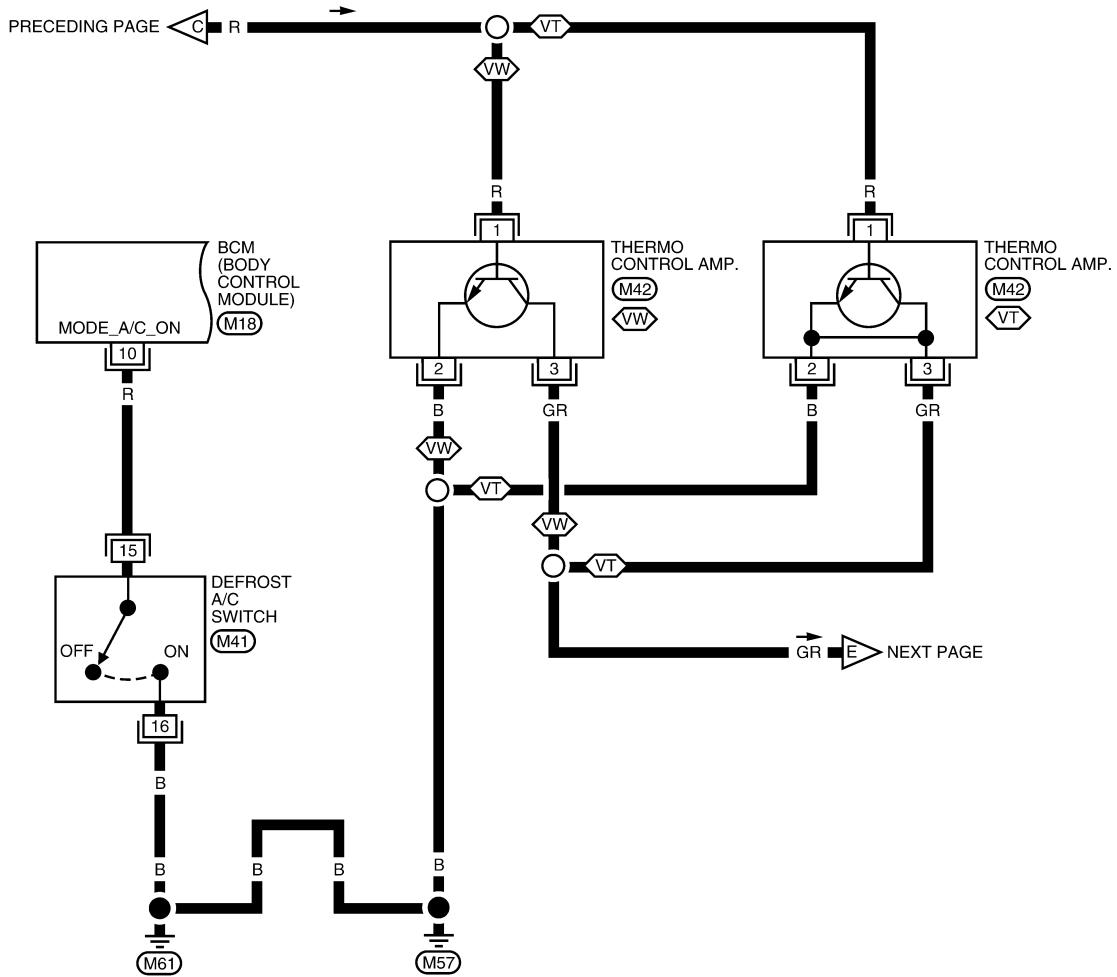 PRECEDING PAGE C R VT
VW
R R
1 1
BCM
(BODY
CONTROL
MODULE)
M18
MODE_A/C_ON
10
R
THERMO
CONTROL AMP.
M42
VW
THERMO
CONTROL AMP.
M42
VT
2 3 2 3
B GR B GR
VW
VT
VW
VT
15
DEFROST
A/C
SWITCH
M41
OFF ON
16
GR E NEXT PAGE
B
B B B B
M61 M57